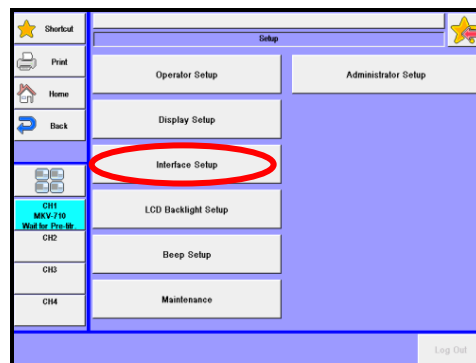 Shortcut
Print
Home
Back
CH1
MKV-710
Wait for Pre-titr.
CH2
CH3
CH4
Setup
Operator Setup
Administrator Setup
Display Setup
Interface Setup
LCD Backlight Setup
Beep Setup
Maintenance
Log Out